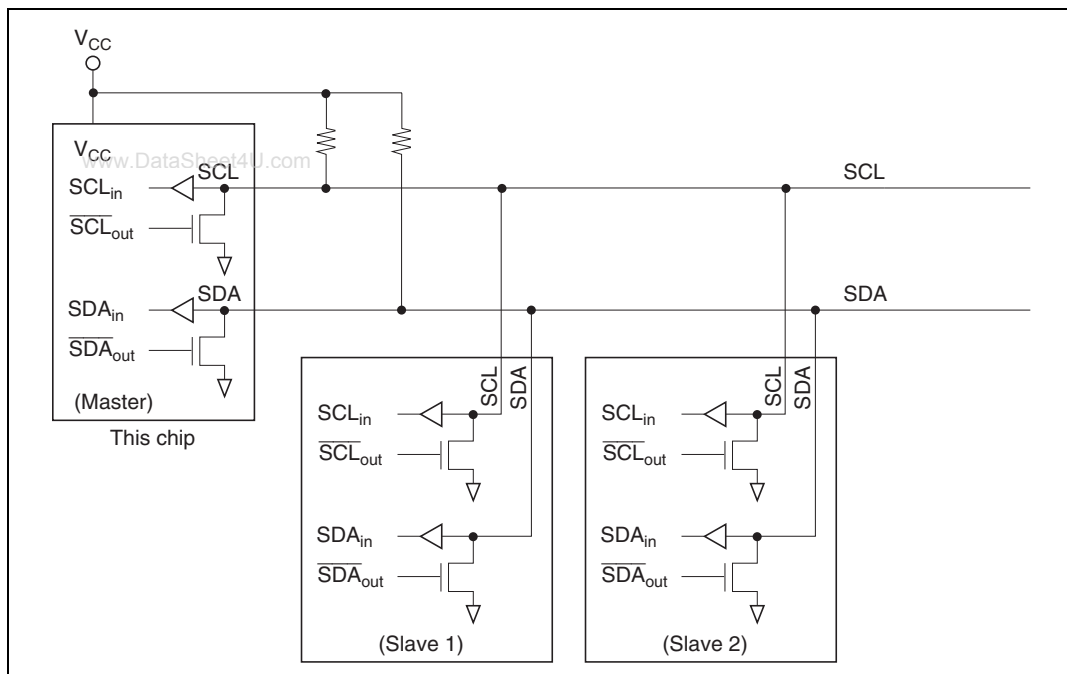 VCC
VCC
www.DataSheet4U.com
SCL
SCLin
SCLout
SDA
SDAin
SDAout
(Master)
This chip
SCL
SDA
SCL
SDA
SCLin
SCLout
SDAin
SDAout
(Slave 1)
SCL
SDA
SCLin
SCLout
SDAin
SDAout
(Slave 2)